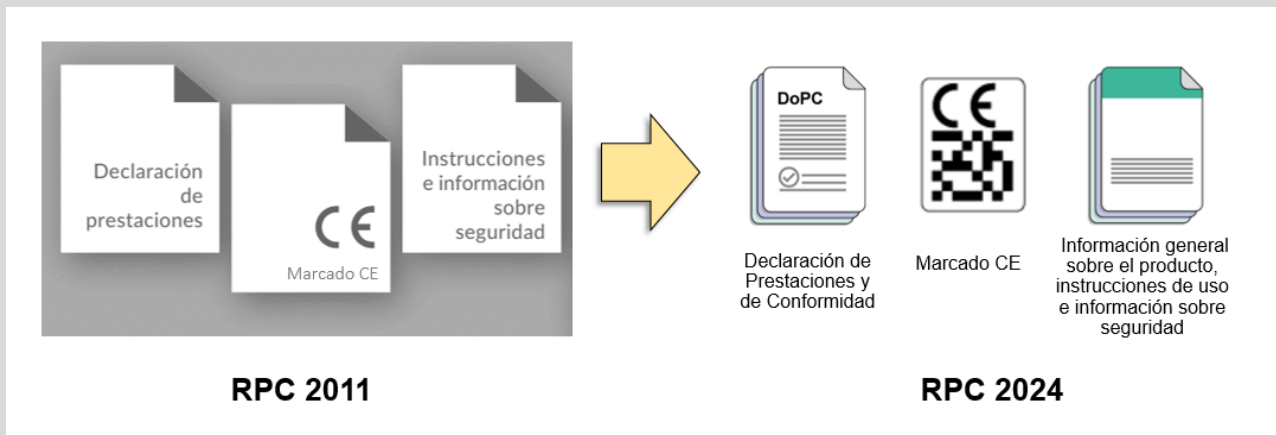 Declaración
de
prestaciones
CE
Marcado CE
Instrucciones
e información
sobre
seguridad
RPC 2011
DoPC
Declaración de
Prestaciones y
de Conformidad
CE
Marcado CE
Información general
sobre el producto,
instrucciones de uso
e información sobre
seguridad
RPC 2024